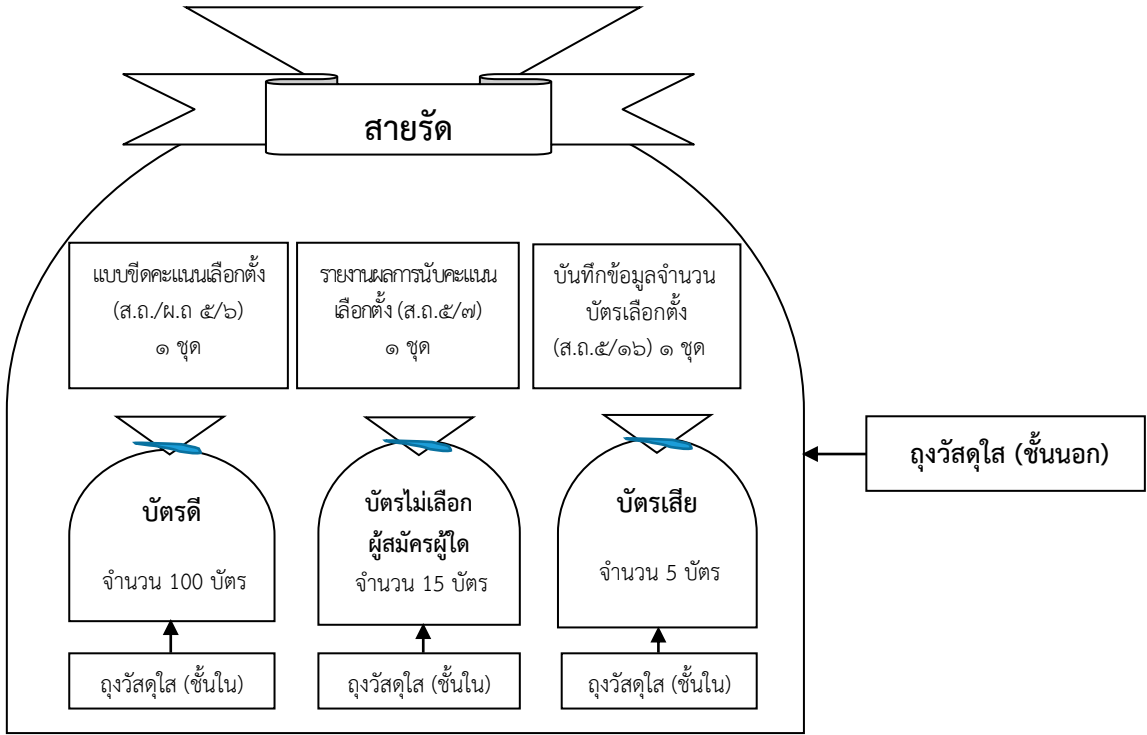 สายรัด
แบบขีดคะแนนเลือกตั้ง
(ส.ถ./ผ.ถ ๕/๖)
๑ ชุด
รายงานผลการนับคะแนน
เลือกตั้ง (ส.ถ.๕/๗)
๑ ชุด
บันทึกข้อมูลจำนวน
บัตรเลือกตั้ง
(ส.ถ.๕/๑๖) ๑ ชุด
บัตรดี
จำนวน 100 บัตร
บัตรไม่เลือก
ผู้สมัครผู้ใด
จำนวน 15 บัตร
บัตรเสีย
จำนวน 5 บัตร
ถุงวัสดุใส (ชั้นนอก)
ถุงวัสดุใส (ชั้นใน)
ถุงวัสดุใส (ชั้นใน)
ถุงวัสดุใส (ชั้นใน)